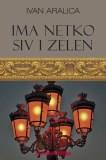 IVAN ARALICA
IMA NETKO
SIV I ZELEN